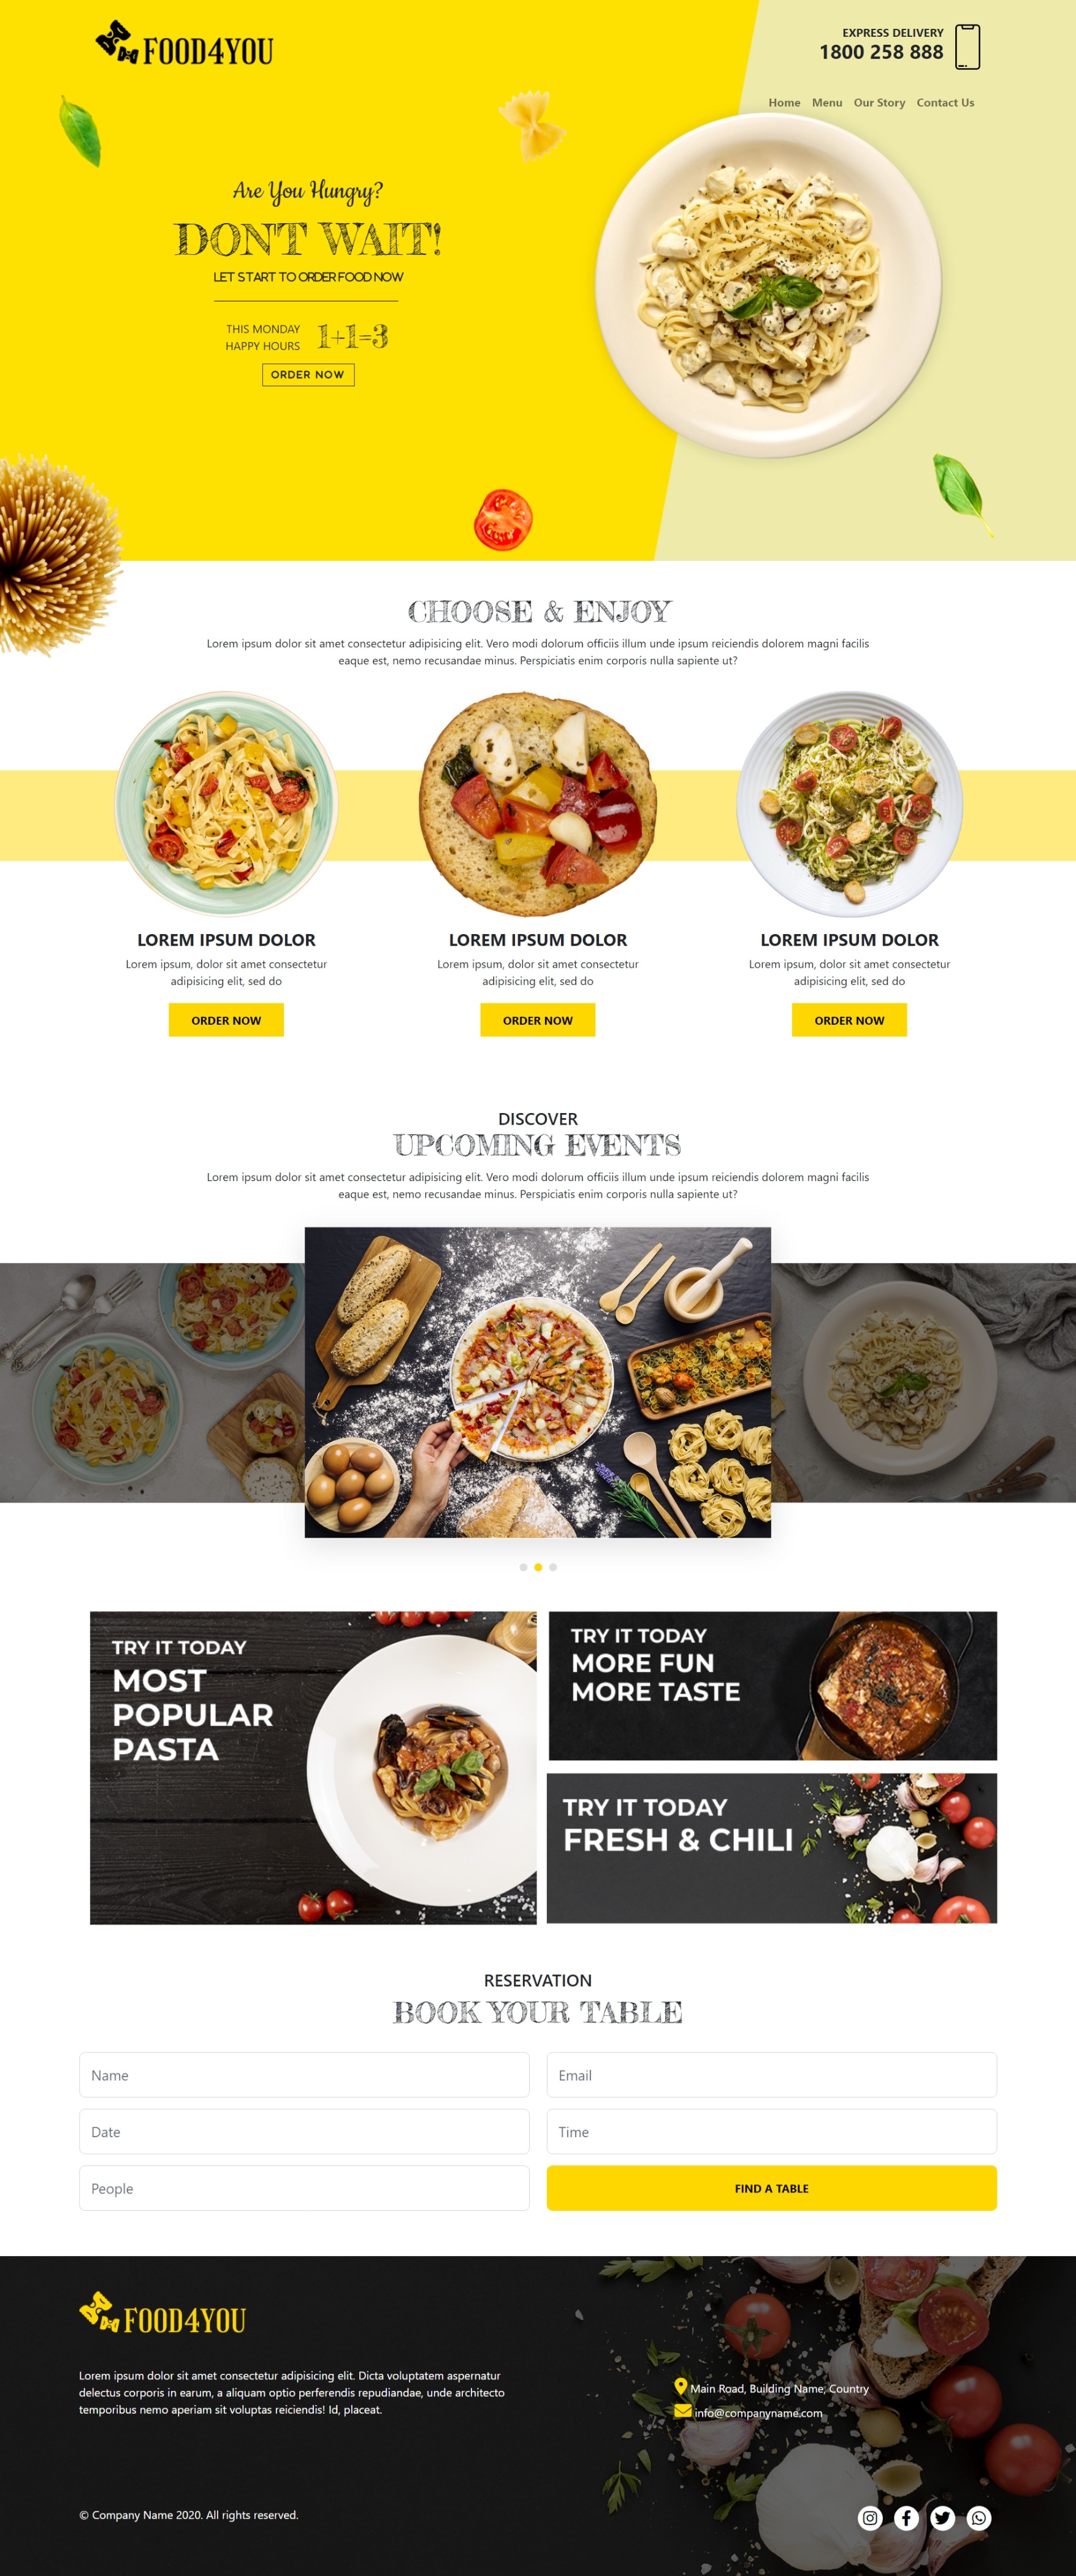 FOOD4YOU
EXPRESS DELIVERY
1800 258 888
Home Menu Our Story Contact Us
Are You Hungry?
DON'T WAIT!
LET START TO ORDER FOOD NOW
THIS MONDAY
HAPPY HOURS
1+1=3
ORDER NOW
CHOOSE & ENJOY
Lorem ipsum dolor sit amet consectetur adipisicing elit. Vero modi dolorum officiis illum unde ipsum reiciendis dolorem magni facilis
eaque est, nemo recusandae minus. Perspiciatis enim corporis nulla sapiente ut?
LOREM IPSUM DOLOR
Lorem ipsum, dolor sit amet consectetur
adipisicing elit, sed do
ORDER NOW
LOREM IPSUM DOLOR
Lorem ipsum, dolor sit amet consectetur
adipisicing elit, sed do
ORDER NOW
LOREM IPSUM DOLOR
Lorem ipsum, dolor sit amet consectetur
adipisicing elit, sed do
ORDER NOW
DISCOVER
UPCOMING EVENTS
Lorem ipsum dolor sit amet consectetur adipisicing elit. Vero modi dolorum officiis illum unde ipsum reiciendis dolorem magni facilis
eaque est, nemo recusandae minus. Perspiciatis enim corporis nulla sapiente ut?
TRY IT TODAY
MOST
POPULAR
PASTA
TRY IT TODAY
MORE FUN
MORE TASTE
TRY IT TODAY
FRESH & CHILI
RESERVATION
BOOK YOUR TABLE
Name
Email
Date
Time
People
FIND A TABLE
FOOD4YOU
Lorem ipsum dolor sit amet consectetur adipisicing elit. Dicta voluptatem aspernatur
delectus corporis in earum, a aliquam optio perferendis repudiandae, unde architecto
temporibus nemo aperiam sit voluptas reiciendis! Id, placeat.
Main Road, Building Name, Country
info@companyname.com
© Company Name 2020. All rights reserved.